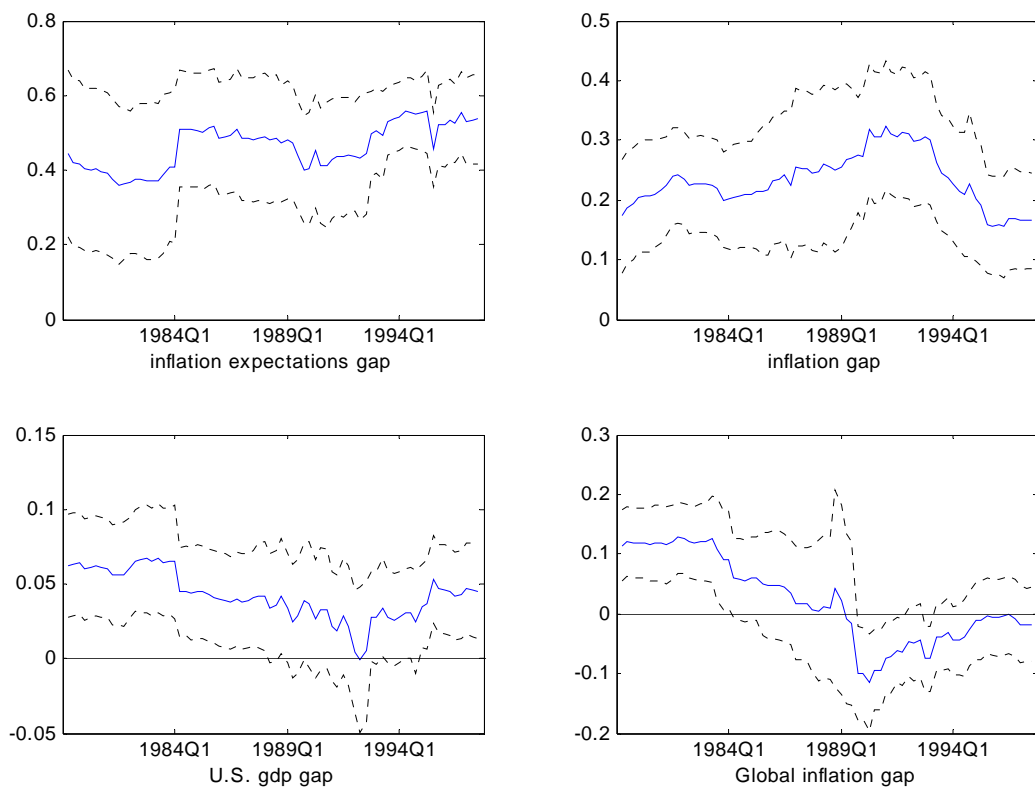 0.8
0.6
0.4
0.2
0
1984Q1 1989Q1 1994Q1
inflation expectations gap
0.5
0.4
0.3
0.2
0.1
0
1984Q1 1989Q1 1994Q1
inflation gap
0.15
0.1
0.05
0
-0.05
1984Q1 1989Q1 1994Q1
U.S. gdp gap
0.3
0.2
0.1
0
-0.1
-0.2
1984Q1 1989Q1 1994Q1
Global inflation gap